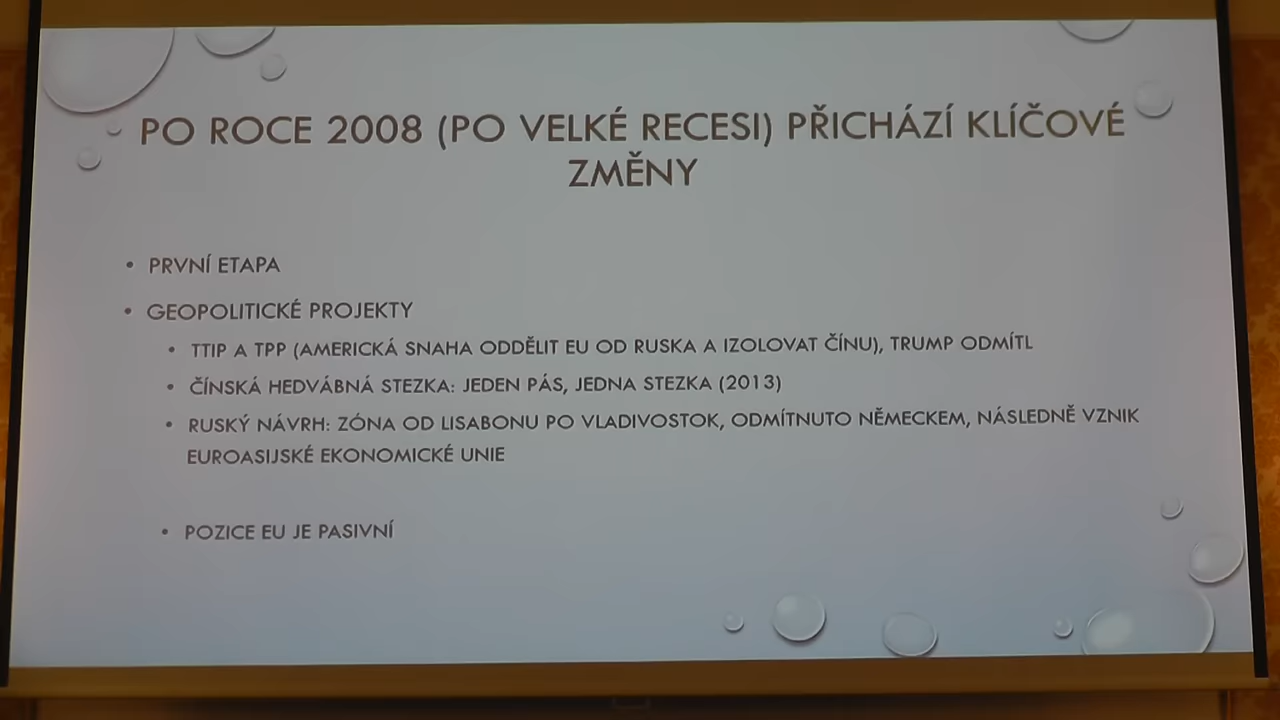 PO ROCE 2008 (PO VELKÉ RECESI) PŘICHÁZÍ KLÍČOVÉ
ZMĚNY
• PRVNÍ ETAPA
• GEOPOLITICKÉ PROJEKTY
• TTIP A TPP (AMERICKÁ SNAHA ODDĚLIT EU OD RUSKA A IZOLOVAT ČÍNU), TRUMP ODMÍTL
• ČÍNSKÁ HEDVÁBNÁ STEZKA: JEDEN PÁS, JEDNA STEZKA (2013)
• RUSKÝ NÁVRH: ZÓNA OD LISABONU PO VLADIVOSTOK, ODMÍTNUTO NĚMECKEM, NÁSLEDNĚ VZNIK
EUROASIJSKÉ EKONOMICKÉ UNIE
• POZICE EU JE PASIVNÍ